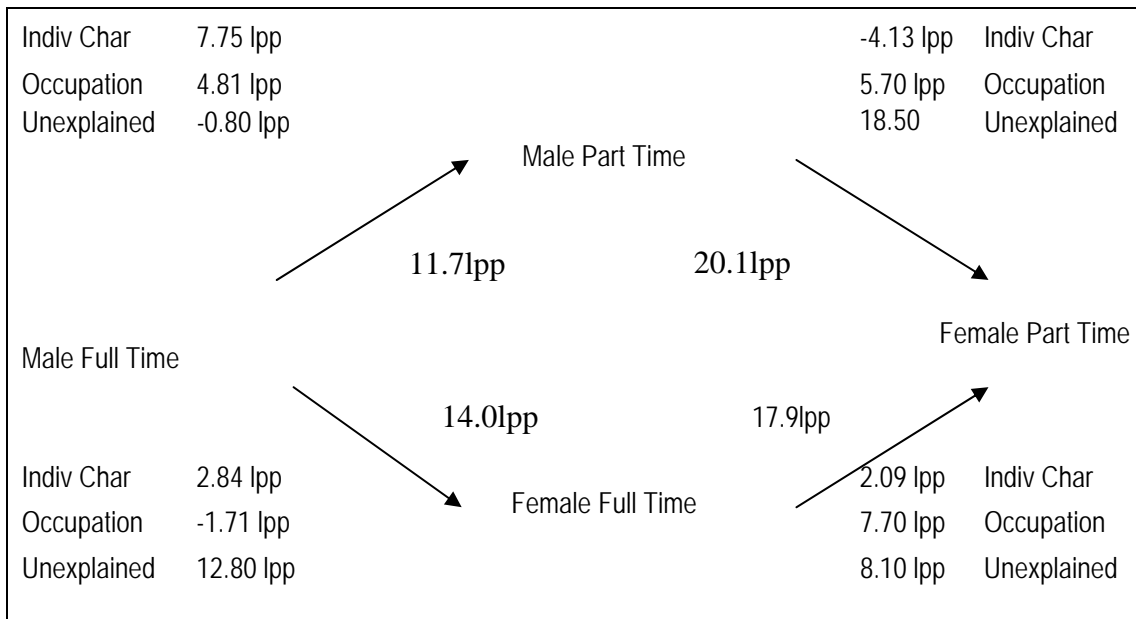 Indiv Char 7.75 lpp
Occupation 4.81 lpp
Unexplained -0.80 lpp
-4.13 lpp Indiv Char
5.70 lpp Occupation
18.50 Unexplained
Male Part Time
11.7lpp 20.1lpp
Male Full Time
Female Part Time
14.0lpp 17.9lpp
Female Full Time
Indiv Char 2.84 lpp
Occupation -1.71 lpp
Unexplained 12.80 lpp
2.09 lpp Indiv Char
7.70 lpp Occupation
8.10 lpp Unexplained